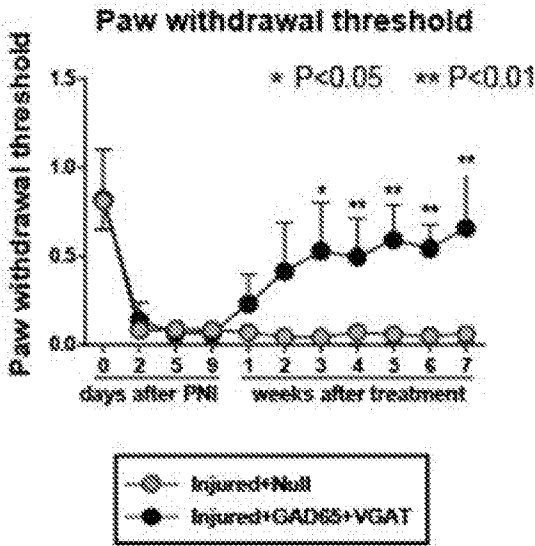 Paw withdrawal threshold
* P<0.05 ** P<0.01
Paw withdrawal threshold
1.5
1.0
0.5
0.0
* ** ** ** **
0 2 5 9 1 2 3 4 5 6 7
days after PNI weeks after treatment
Injured+Null
Injured+GAD65+VGAT